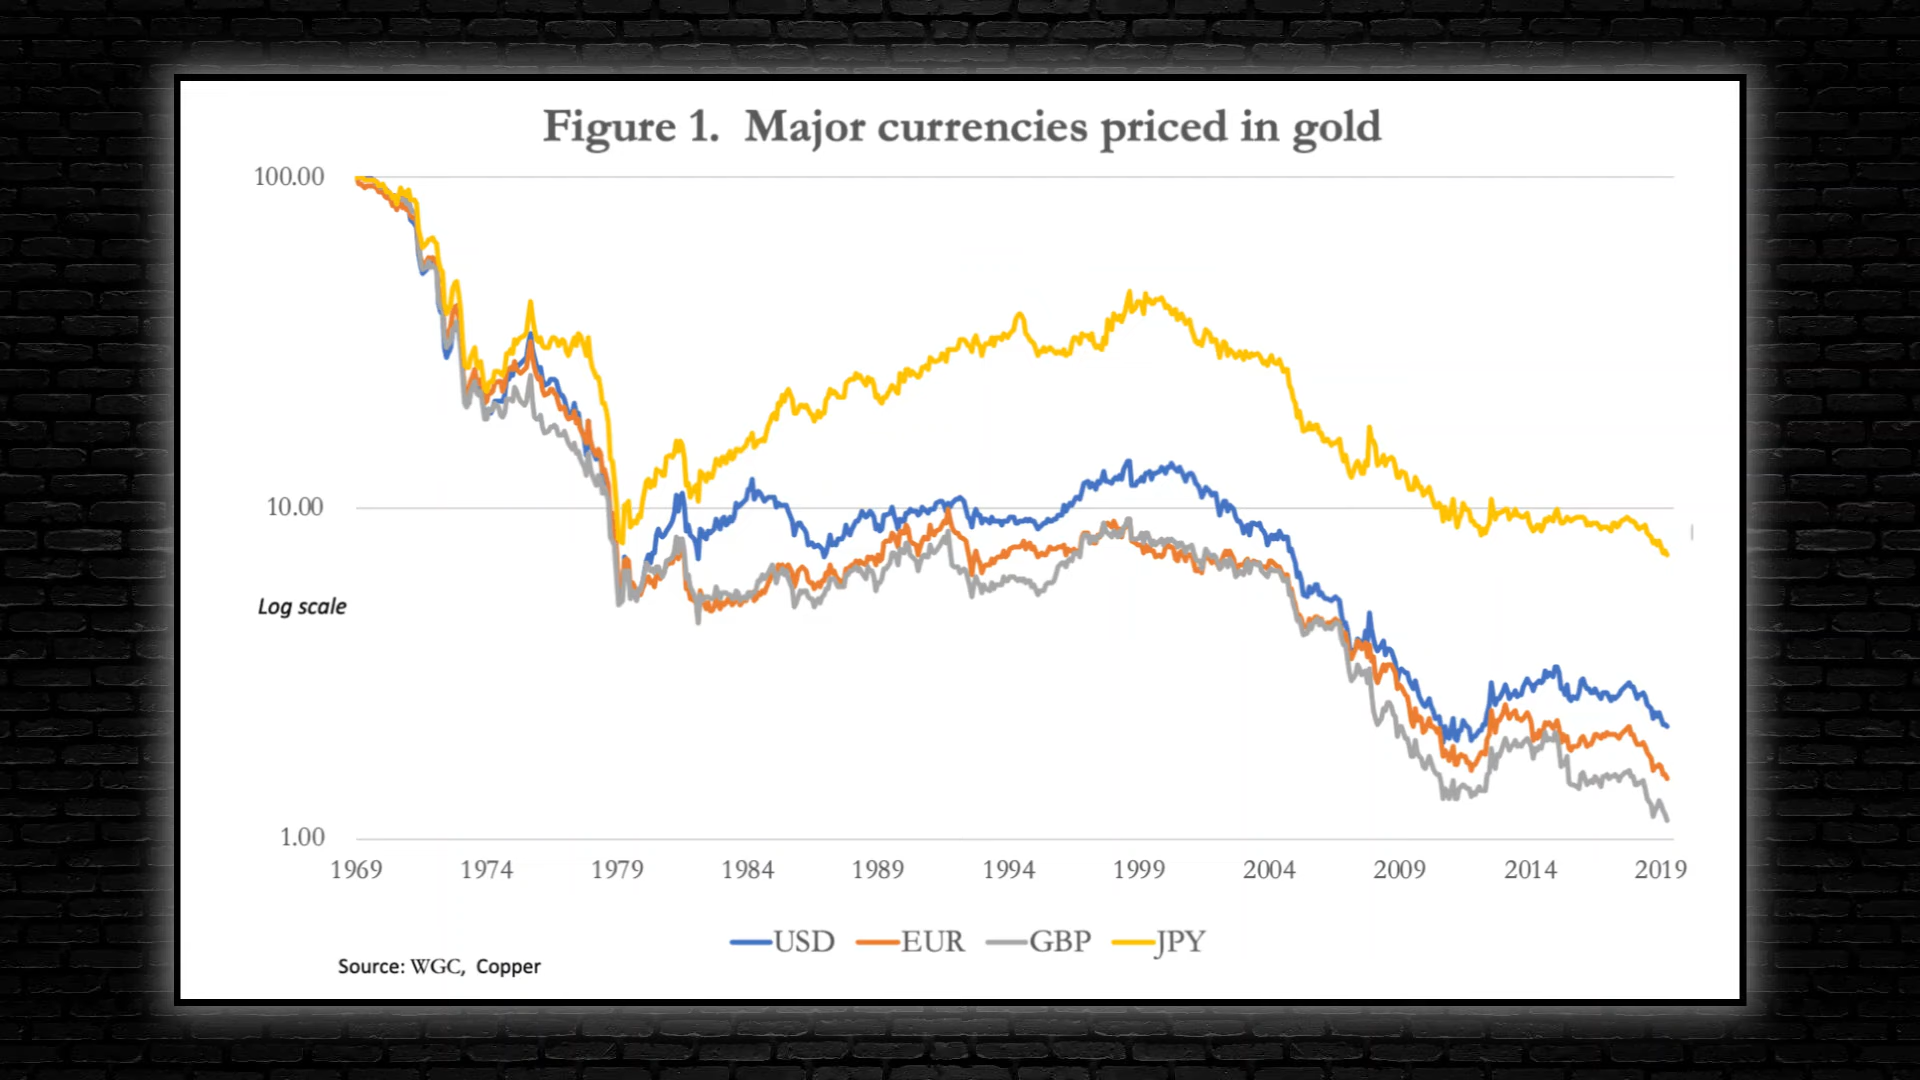 Figure 1. Major currencies priced in gold
100.00
10.00
Log scale
1.00
1969 1974 1979 1984 1989 1994 1999 2004 2009 2014 2019
USD EUR GBP JPY
Source: WGC, Copper